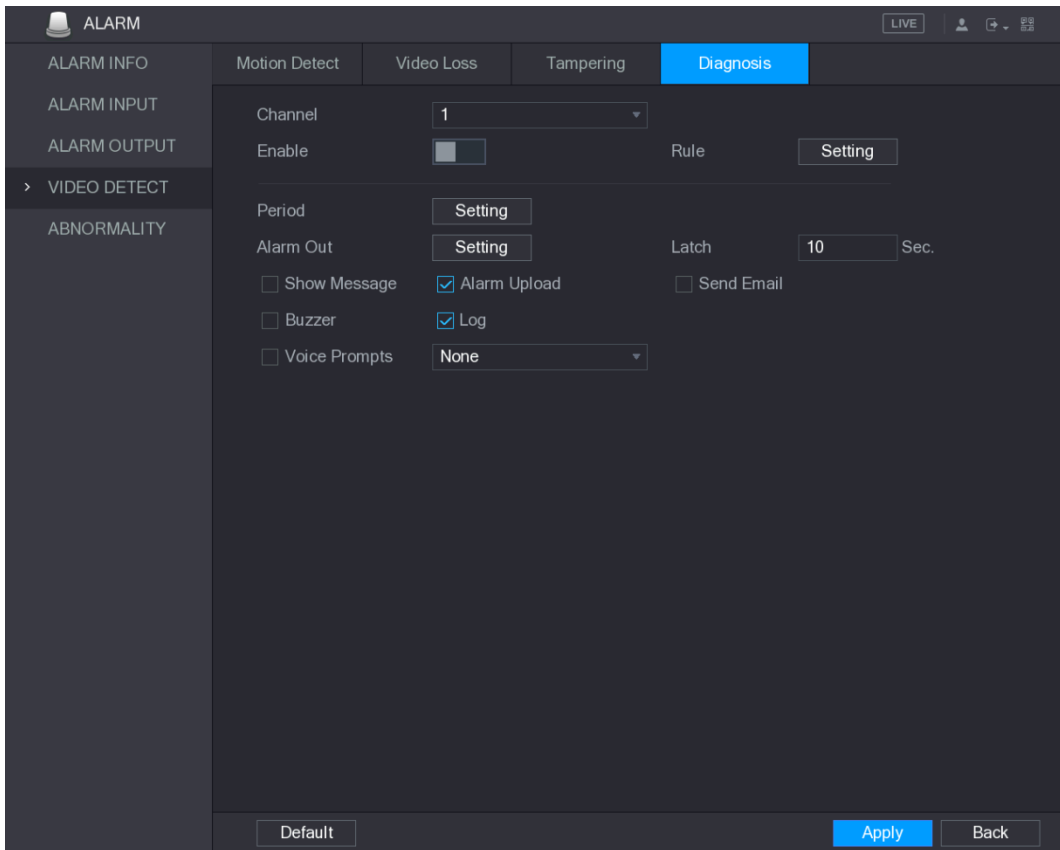 ALARM
LIVE
ALARM INFO
ALARM INPUT
ALARM OUTPUT
VIDEO DETECT
ABNORMALITY
Motion Detect Video Loss Tampering Diagnosis
Channel 1
Enable Rule Setting
Period Setting
Alarm Out Setting Latch 10 Sec.
Show Message Alarm Upload Send Email
Buzzer Log
Voice Prompts None
Default Apply Back